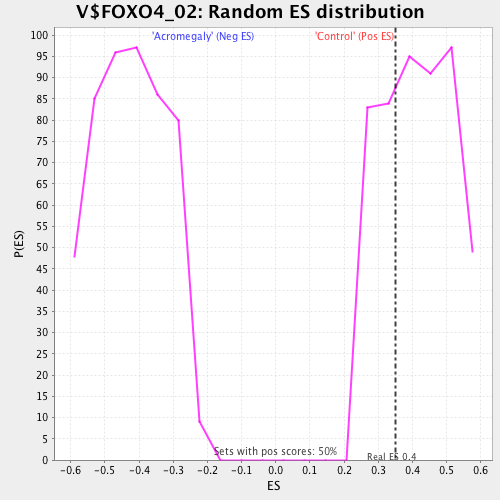 V$FOXO4_02: Random ES distribution
'Acromegaly' (Neg ES)
'Control' (Pos ES)
100
95
90
85
80
75
70
65
60
55
50
45
40
35
30
25
20
15
10
5
0
P(ES)
Sets with pos scores: 50%
Real ES 0.4
-0.6 -0.5 -0.4 -0.3 -0.2 -0.1 0.0 0.1 0.2 0.3 0.4 0.5 0.6
ES